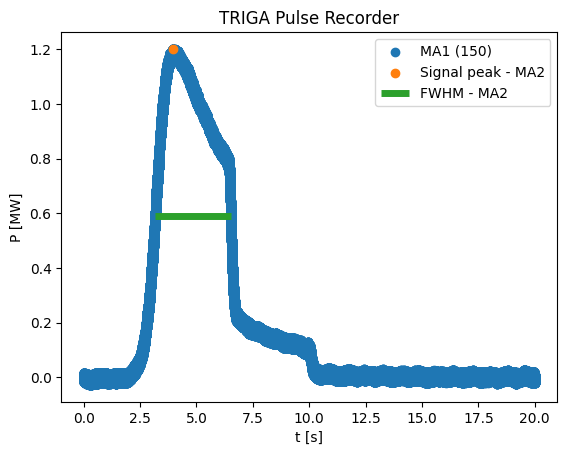 TRIGA Pulse Recorder
MA1 (150)
Signal peak - MA2
FWHM - MA2
P [MW]
1.2
1.0
0.8
0.6
0.4
0.2
0.0
0.0 2.5 5.0 7.5 10.0 12.5 15.0 17.5 20.0
t [s]